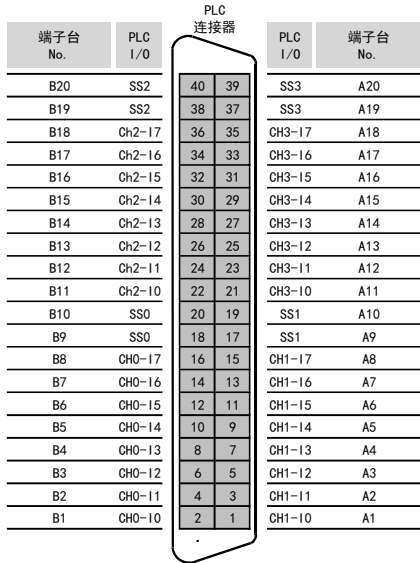 PLC
连接器
端子台 No. PLC I/O PLC I/O 端子台 No.
B20 SS2 40 39 SS3 A20
B19 SS2 38 37 SS3 A19
B18 Ch2-I7 36 35 CH3-I7 A18
B17 Ch2-I6 34 33 CH3-I6 A17
B16 Ch2-I5 32 31 CH3-I5 A16
B15 Ch2-I4 30 29 CH3-I4 A15
B14 Ch2-I3 28 27 CH3-I3 A14
B13 Ch2-I2 26 25 CH3-I2 A13
B12 Ch2-I1 24 23 CH3-I1 A12
B11 Ch2-I0 22 21 CH3-I0 A11
B10 SS0 20 19 SS1 A10
B9 SS0 18 17 SS1 A9
B8 CH0-I7 16 15 CH1-I7 A8
B7 CH0-I6 14 13 CH1-I6 A7
B6 CH0-I5 12 11 CH1-I5 A6
B5 CH0-I4 10 9 CH1-I4 A5
B4 CH0-I3 8 7 CH1-I3 A4
B3 CH0-I2 6 5 CH1-I2 A3
B2 CH0-I1 4 3 CH1-I1 A2
B1 CH0-I0 2 1 CH1-I0 A1